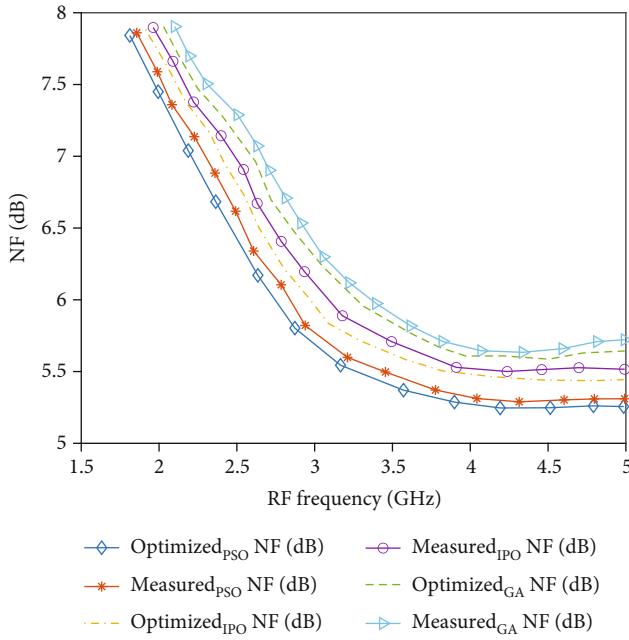 8
7.5
7
6.5
6
5.5
5
NF (dB)
1.5 2 2.5 3 3.5 4 4.5 5
RF frequency (GHz)
OptimizedPSO NF (dB)
MeasuredPSO NF (dB)
OptimizedIPO NF (dB)
MeasuredIPO NF (dB)
OptimizedGA NF (dB)
MeasuredGA NF (dB)